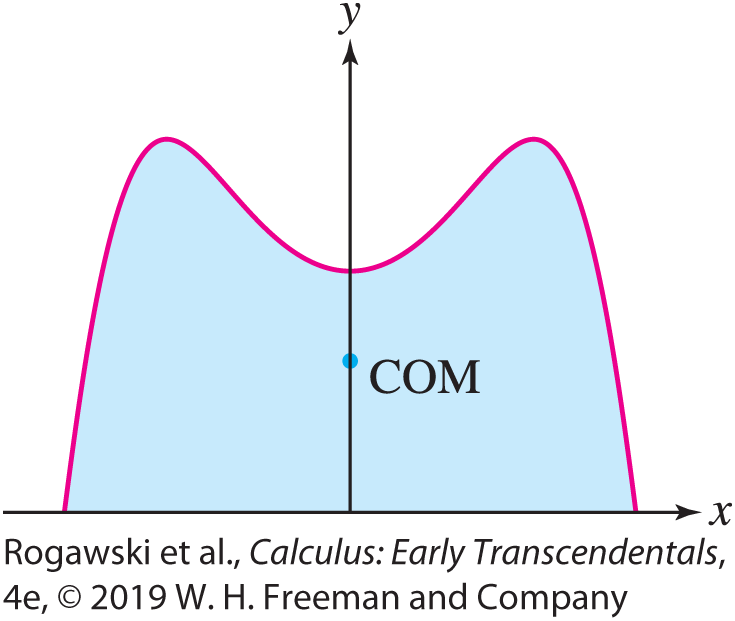 y
COM
x
Rogawski et al., Calculus: Early Transcendentals,
4e, © 2019 W. H. Freeman and Company